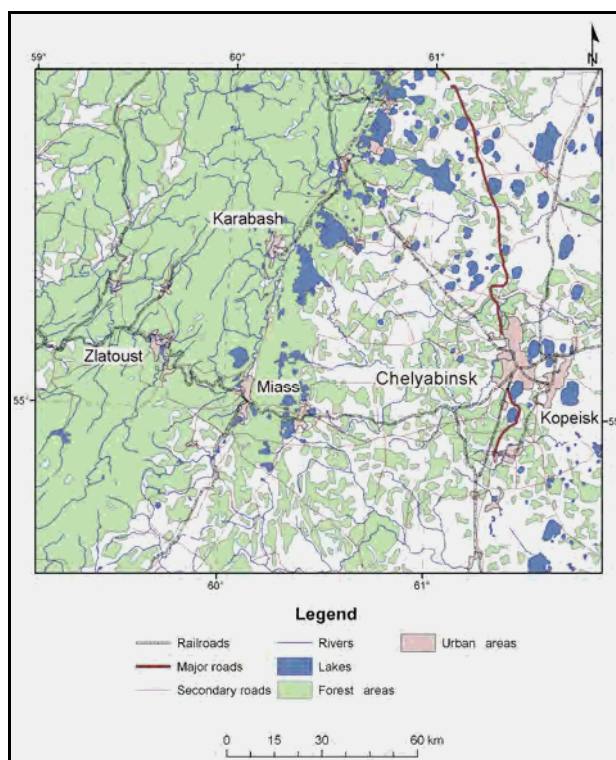 59° 60° 61°
N
Karabash
Zlatoust
Miass
Chelyabinsk
55°
Kopeisk
55
60° 61°
Legend
Railroads Rivers Urban areas
Major roads Lakes
Secondary roads Forest areas
0 15 30 60 km